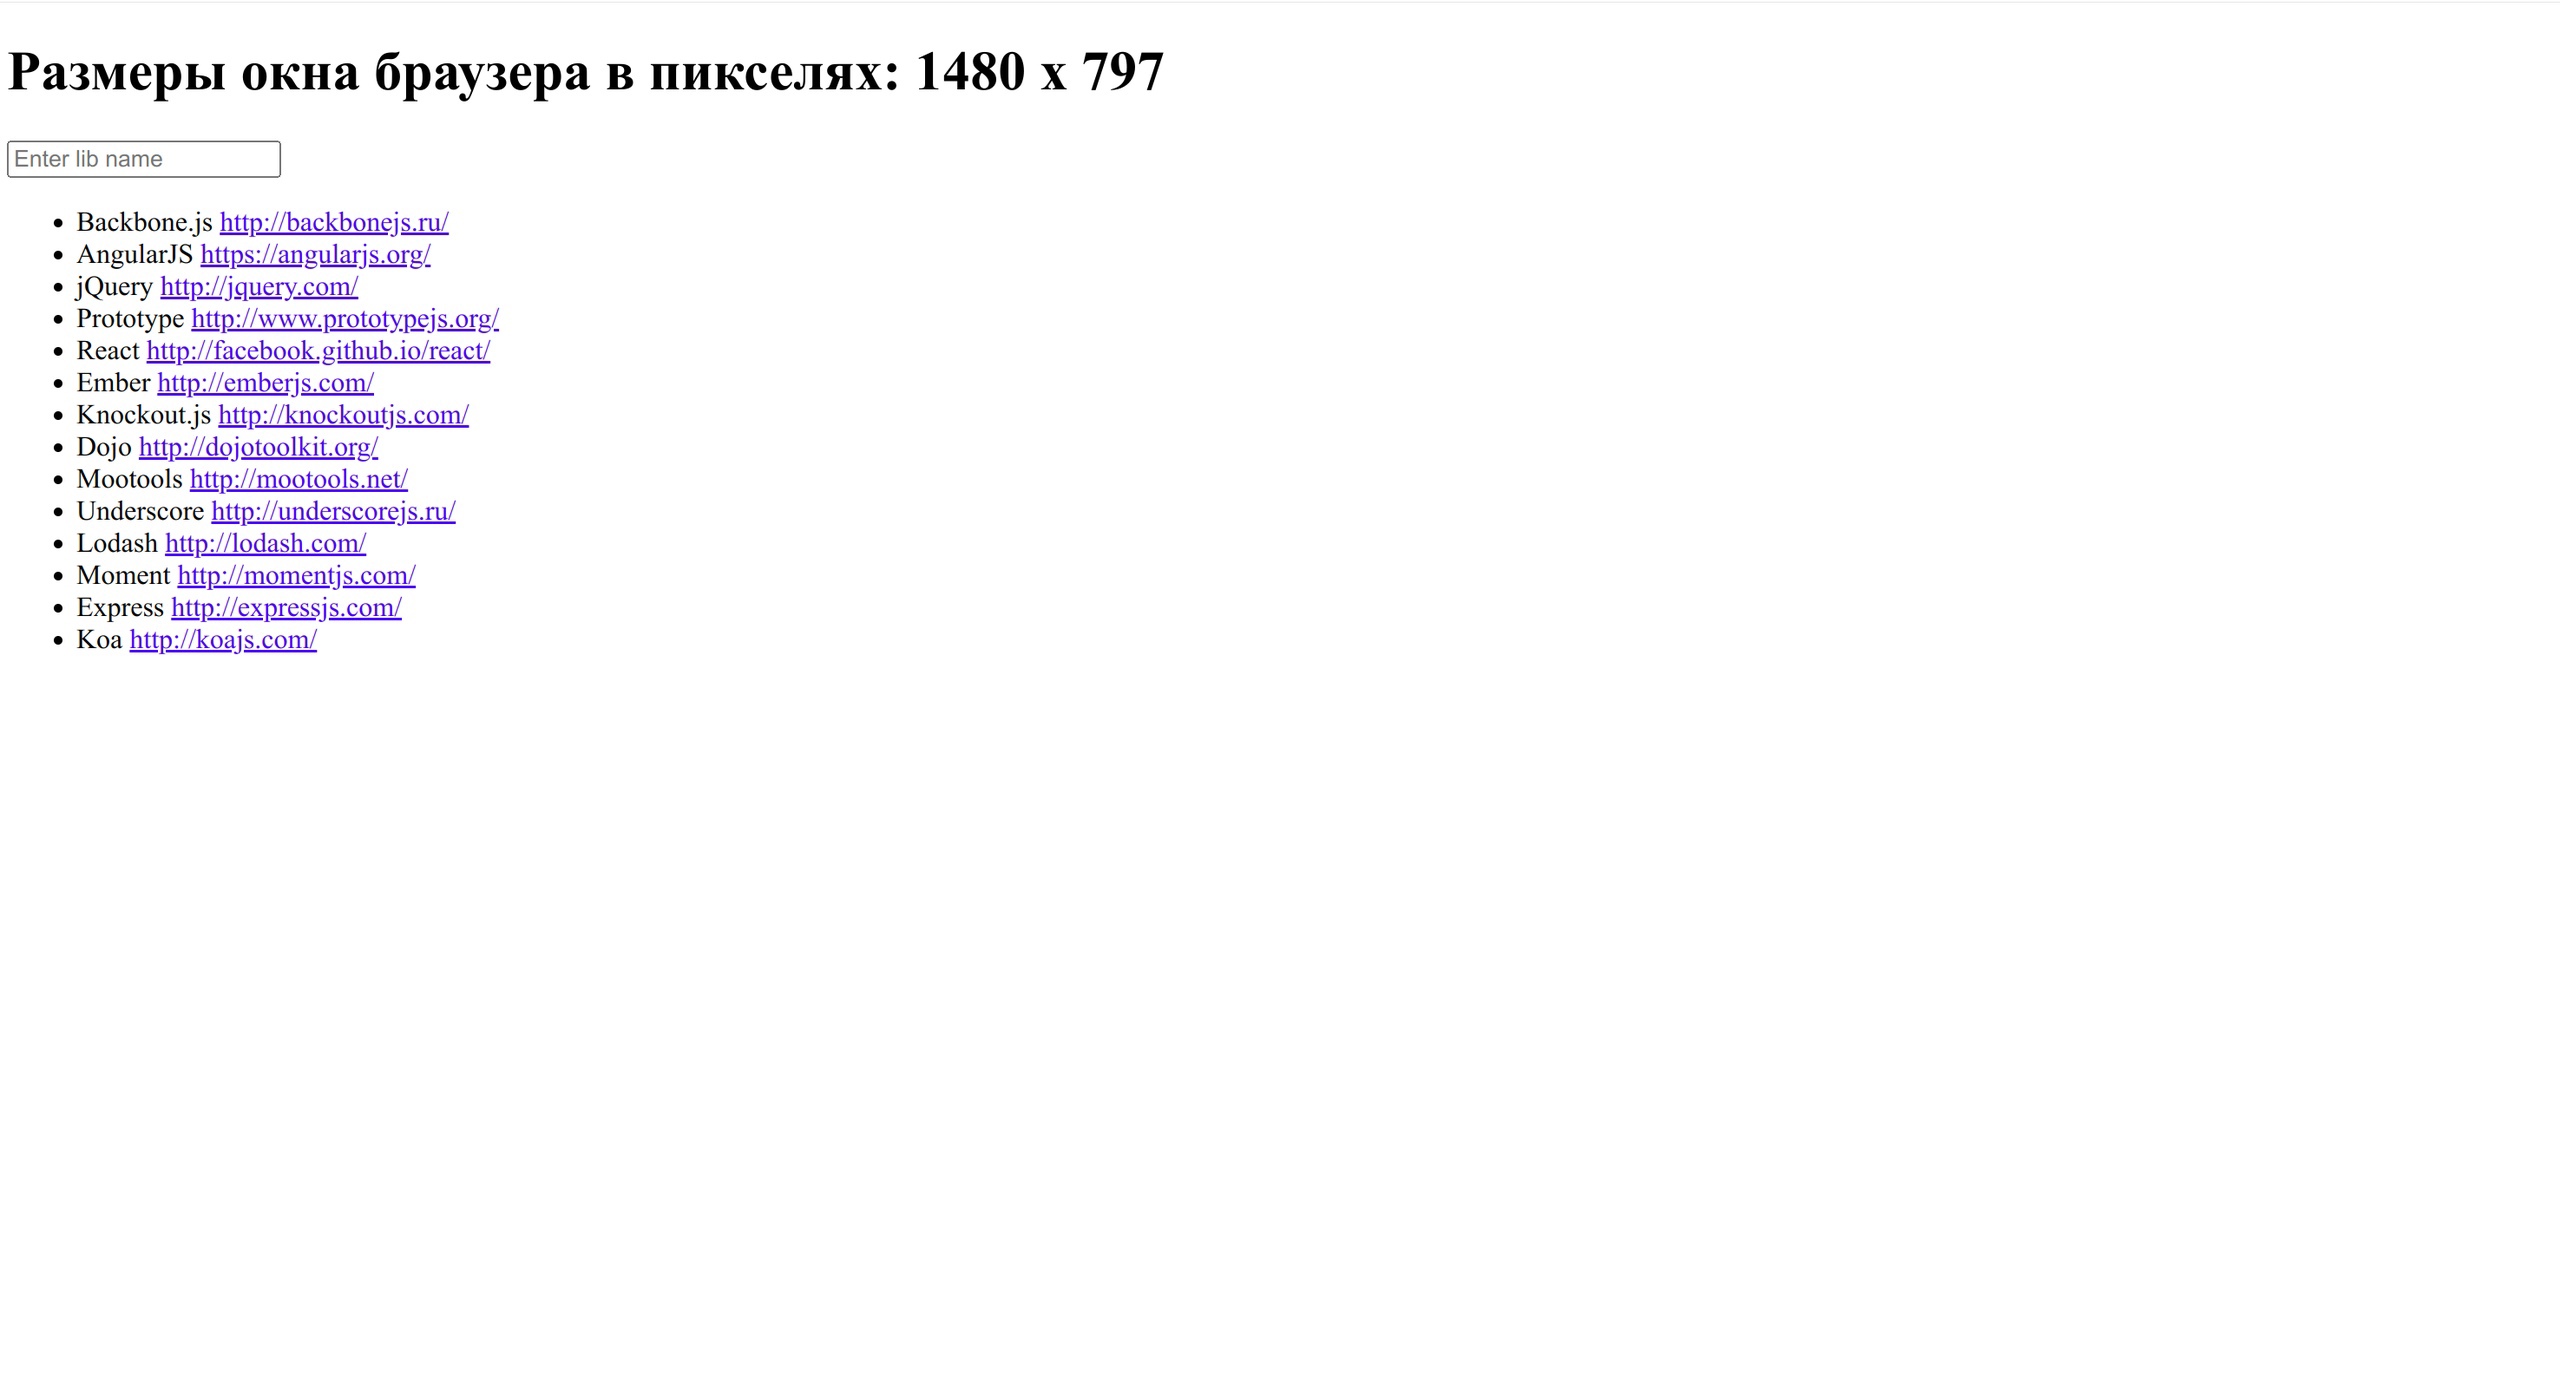 Размеры окна браузера в пикселях: 1480 x 797
Enter lib name
Backbone.js http://backbonejs.ru/
AngularJS https://angularjs.org/
jQuery http://jquery.com/
Prototype http://www.prototypejs.org/
React http://facebook.github.io/react/
Ember http://emberjs.com/
Knockout.js http://knockoutjs.com/
Dojo http://dojotoolkit.org/
Mootools http://mootools.net/
Underscore http://underscorejs.ru/
Lodash http://lodash.com/
Moment http://momentjs.com/
Express http://expressjs.com/
Koa http://koajs.com/